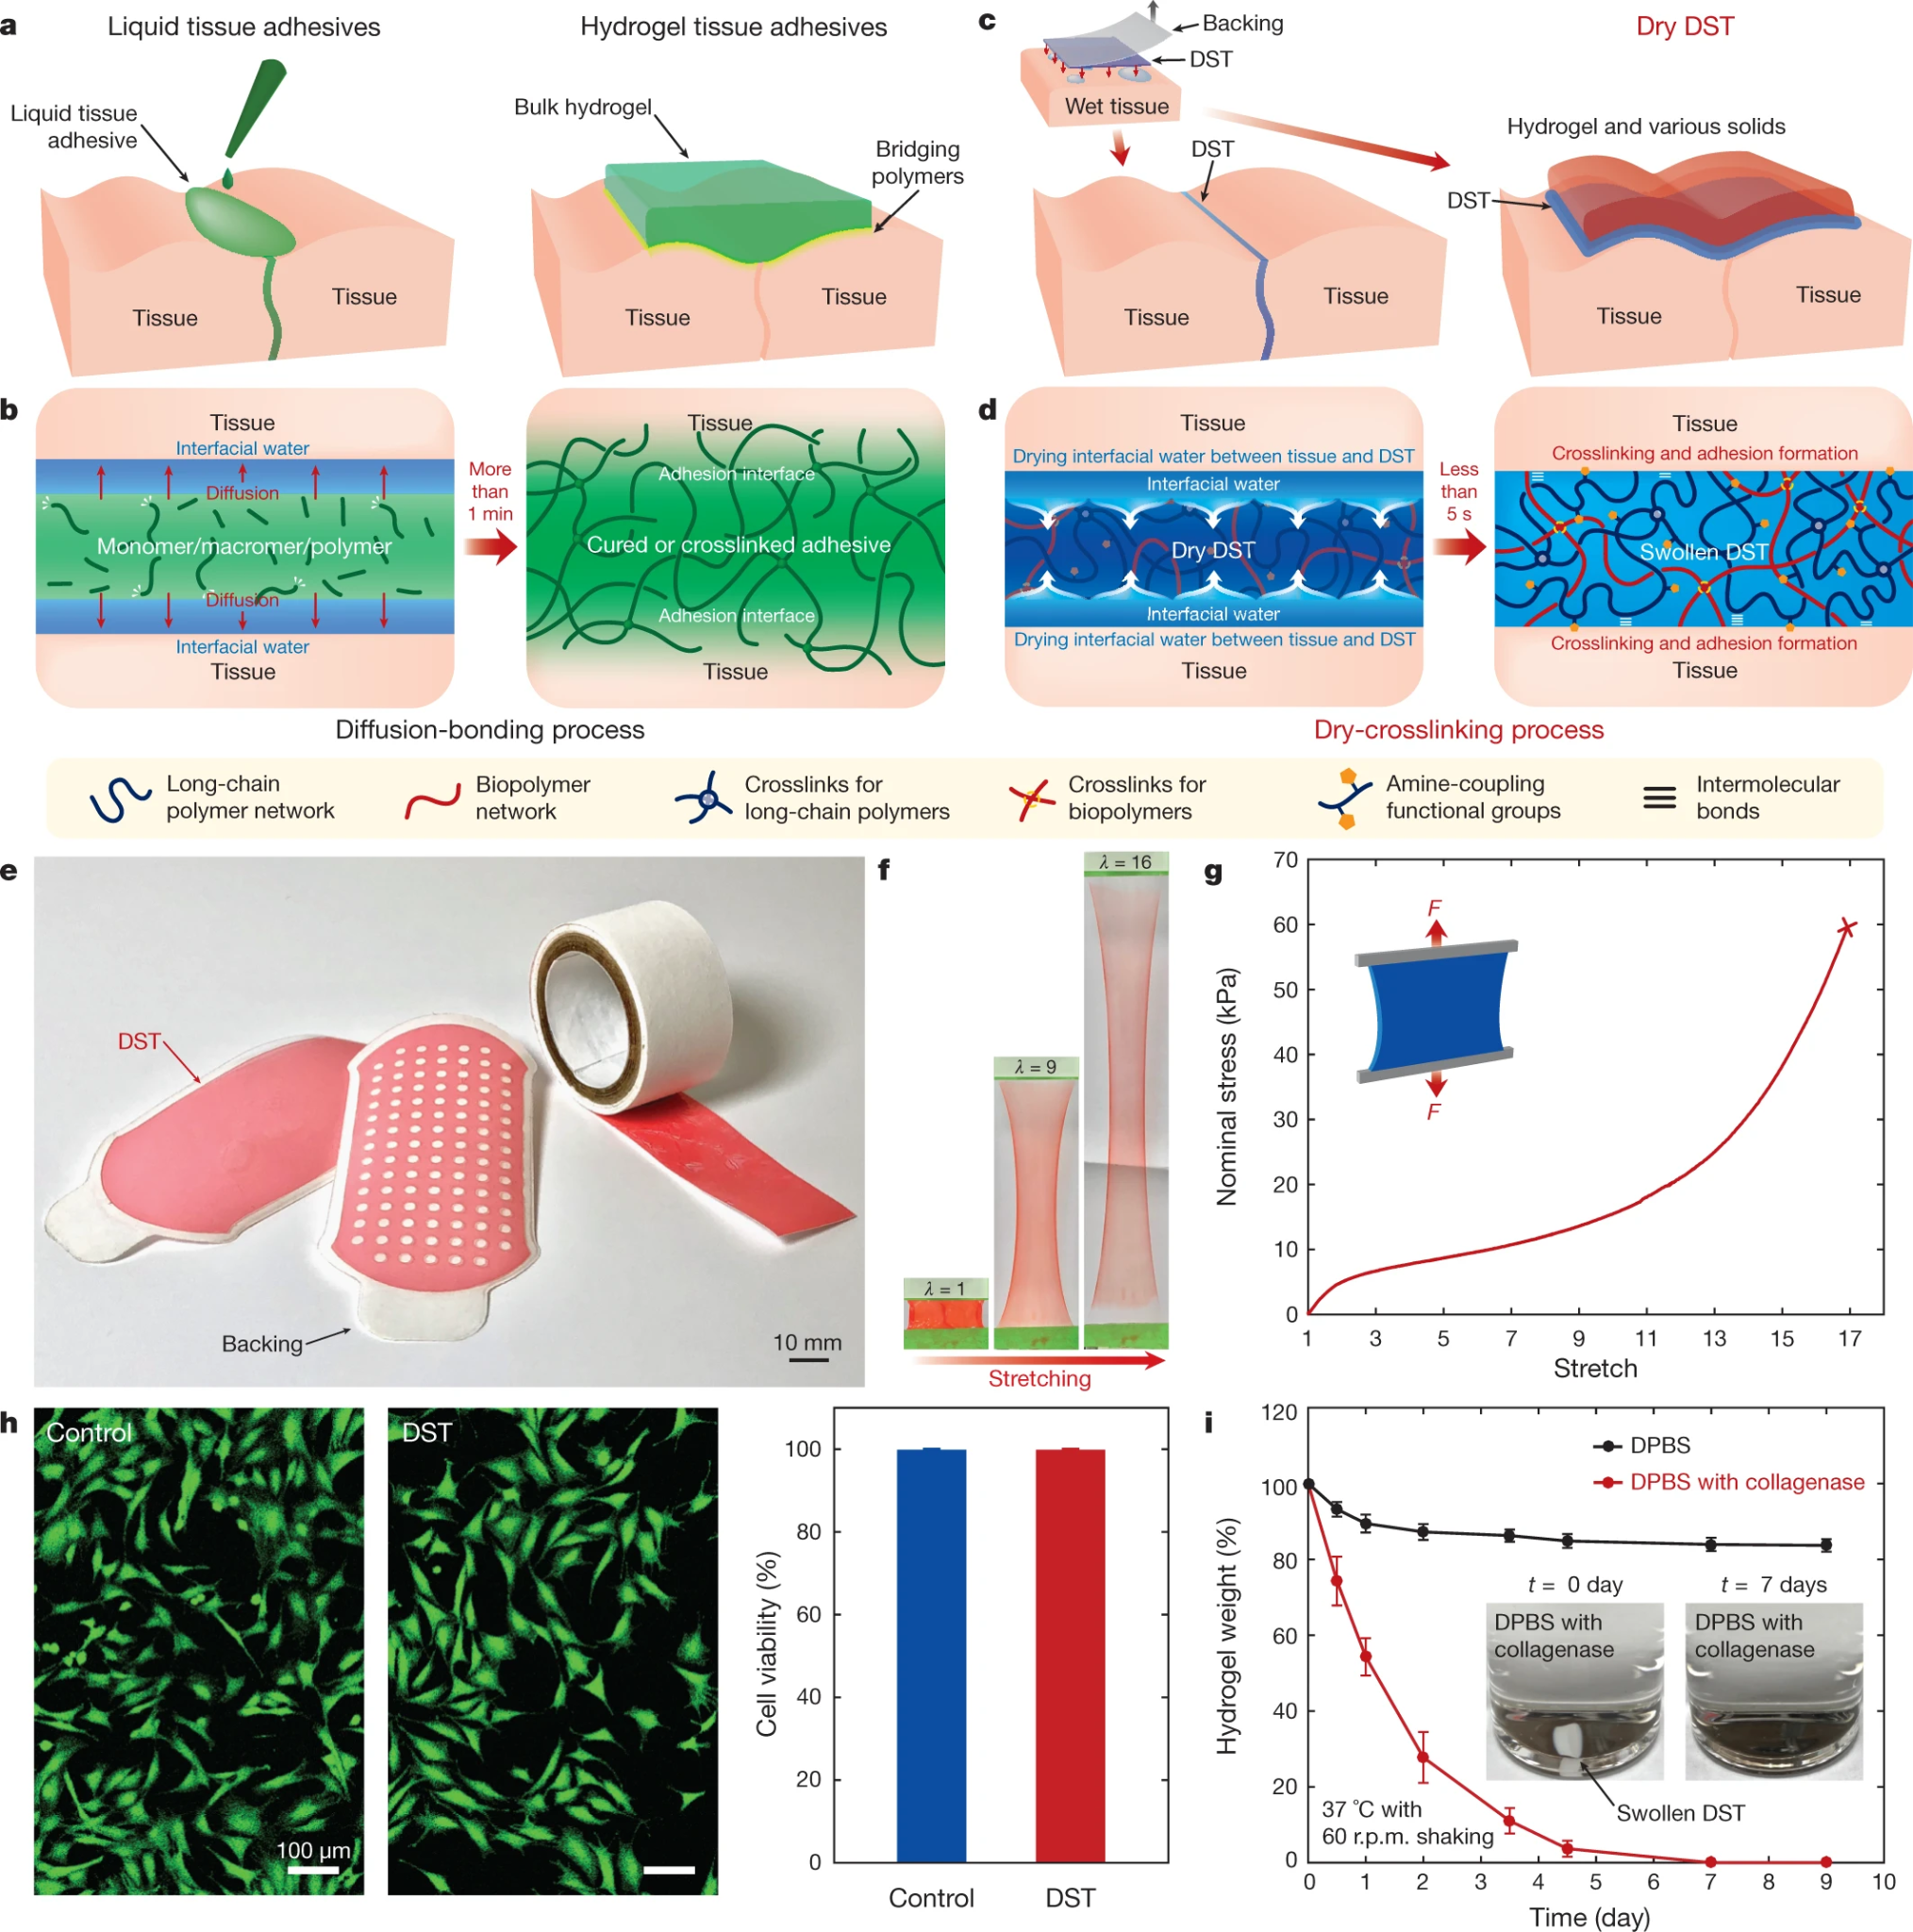 a
Liquid tissue adhesives
Hydrogel tissue adhesives
Liquid tissue
adhesive
Bulk hydrogel
Bridging
polymers
Tissue
Tissue
Tissue
Tissue
c
Dry DST
Backing
DST
Wet tissue
DST
Hydrogel and various solids
DST
Tissue
Tissue
Tissue
Tissue
b
Tissue
Interfacial water
Diffusion
Monomer/macromer/polymer
Diffusion
Interfacial water
Tissue
More
than
1 min
Tissue
Adhesion interface
Cured or crosslinked adhesive
Adhesion interface
Tissue
Diffusion-bonding process
d
Tissue
Drying interfacial water between tissue and DST
Interfacial water
Dry DST
Interfacial water
Drying interfacial water between tissue and DST
Tissue
Less
than
5 s
Tissue
Crosslinking and adhesion formation
Swollen DST
Crosslinking and adhesion formation
Tissue
Dry-crosslinking process
Long-chain
polymer network
Biopolymer
network
Crosslinks for
long-chain polymers
Crosslinks for
biopolymers
Amine-coupling
functional groups
Intermolecular
bonds
e
DST
Backing
10 mm
f
λ = 1
λ = 9
λ = 16
Stretching
g
Nominal stress (kPa)
70
60
50
40
30
20
10
0
F
F
1 3 5 7 9 11 13 15 17
Stretch
h
Control
100 μm
DST
Cell viability (%)
100
80
60
40
20
0
Control DST
i
Hydrogel weight (%)
120
100
80
60
40
20
0
DPBS
DPBS with collagenase
t = 0 day
t = 7 days
DPBS with
collagenase
DPBS with
collagenase
Swollen DST
37 °C with
60 r.p.m. shaking
0 1 2 3 4 5 6 7 8 9 10
Time (day)